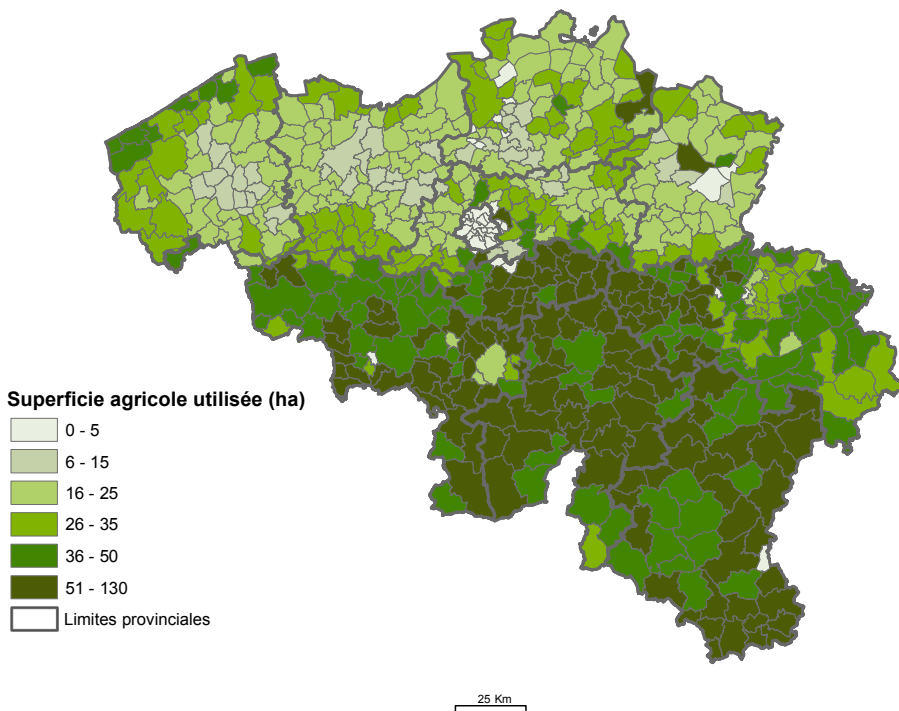 Superficie agricole utilisée (ha)
0 - 5
6 - 15
16 - 25
26 - 35
36 - 50
51 - 130
Limites provinciales
25 Km